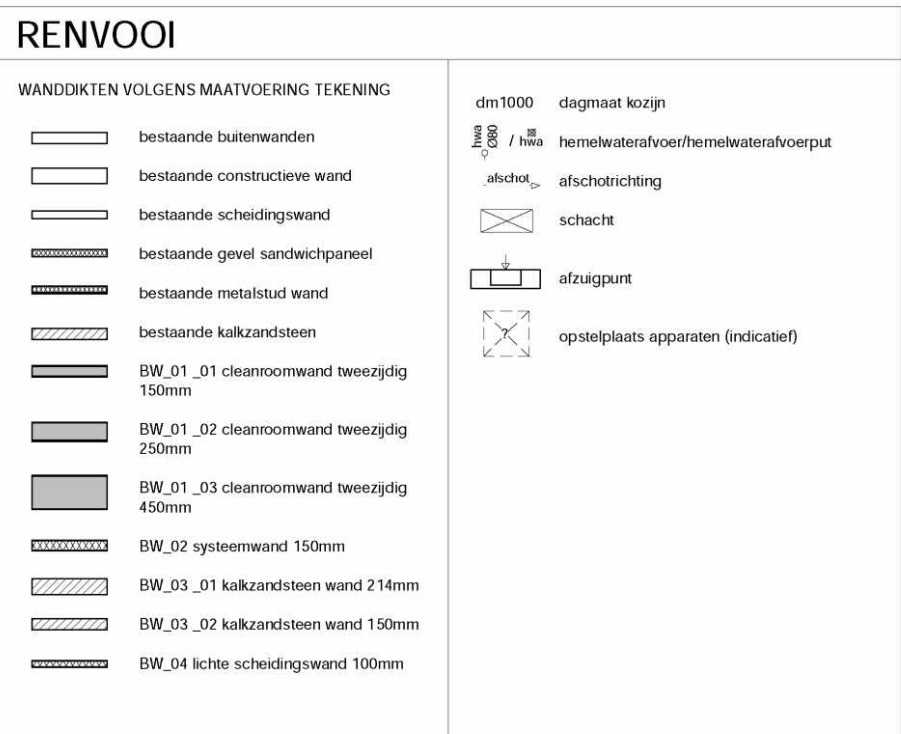 RENVOOI
WANDDIKTEN VOLGENS MAATVOERING TEKENING
bestaande buitenwanden
bestaande constructieve wand
bestaande scheidingswand
bestaande gevel sandwichpaneel
bestaande metalstud wand
bestaande kalkzandsteen
BW_01 _01 cleanroomwand tweezijdig
150mm
BW_01 _02 cleanroomwand tweezijdig
250mm
BW_01 _03 cleanroomwand tweezijdig
450mm
BW_02 systeemwand 150mm
BW_03 _01 kalkzandsteen wand 214mm
BW_03 _02 kalkzandsteen wand 150mm
BW_04 lichte scheidingswand 100mm
dm1000 dagmaat kozijn
hwa
Ø80
/ hwa hemelwaterafvoer/hemelwaterafvoerput
afschot afschotrichting
schacht
afzuigpunt
? opstelplaats apparaten (indicatief)